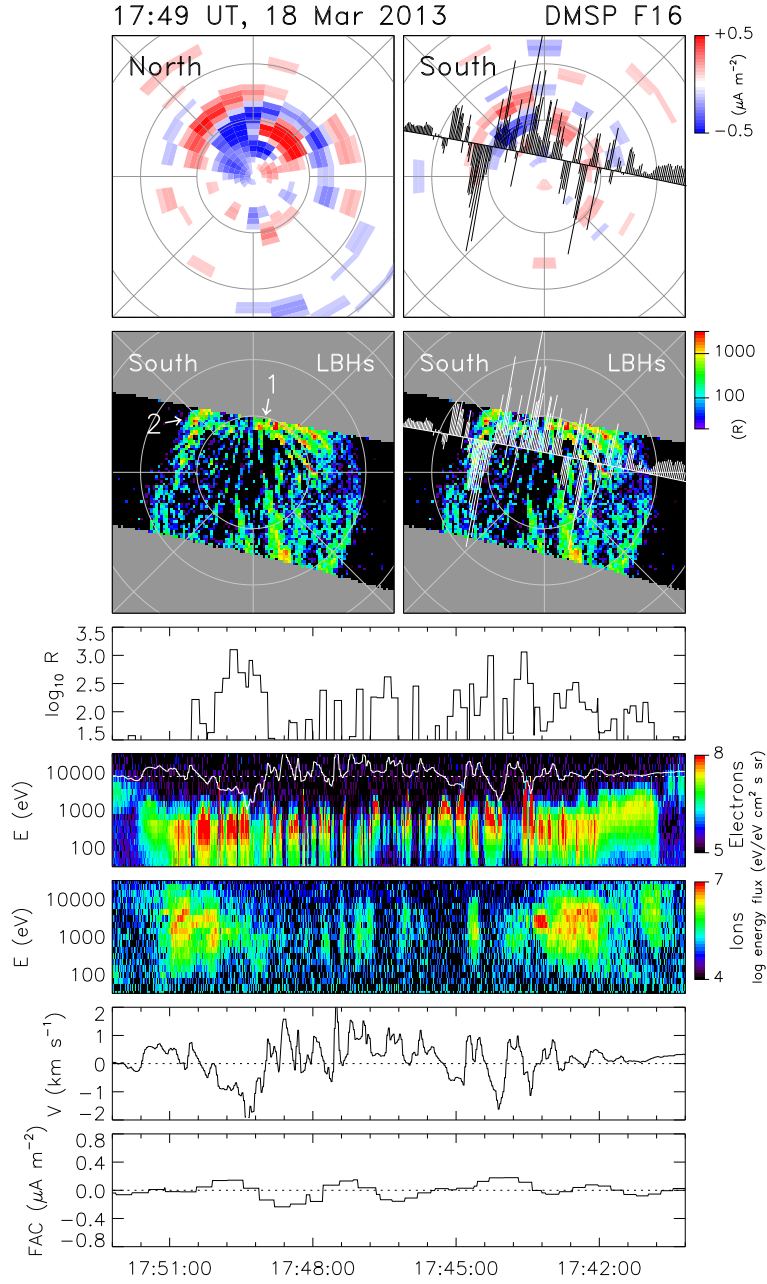 17:49 UT, 18 Mar 2013 DMSP F16
North South +0.5
(μA m⁻²)
−0.5
South LBHs South LBHs
1 1000
2 100
(R)
3.5
3.0
2.5
2.0
1.5
log₁₀ R
8
10000
1000
100
E (eV)
5
Electrons
7
10000
1000
100
E (eV)
4
Ions
log energy flux (eV/eV cm² s sr)
2
1
0
−1
−2
V (km s⁻¹)
0.8
0.4
0.0
−0.4
−0.8
FAC (μA m⁻²)
17:51:00 17:48:00 17:45:00 17:42:00